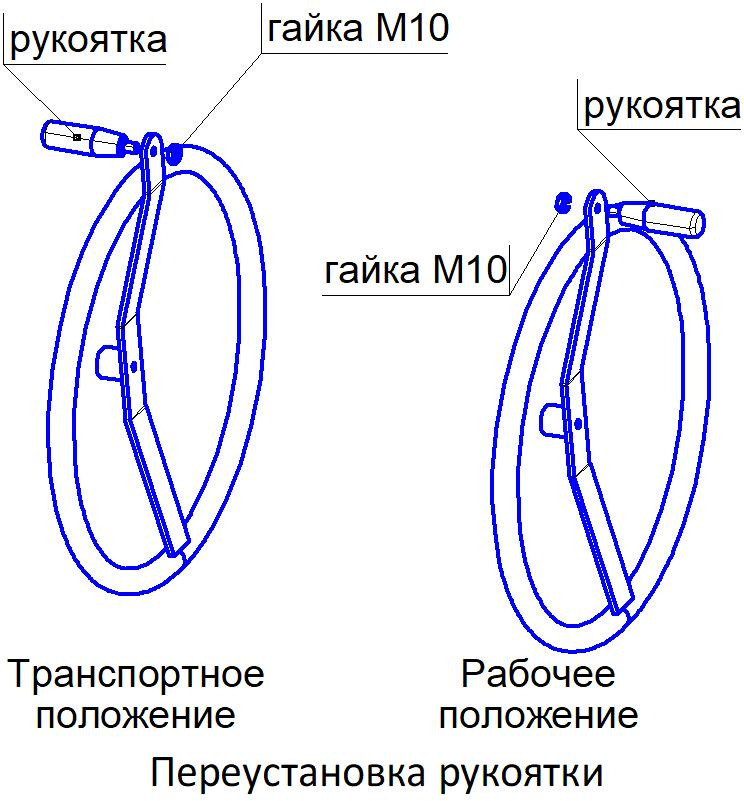 рукоятка
гайка М10
рукоятка
гайка М10
Транспортное
положение
Рабочее
положение
Переустановка рукоятки